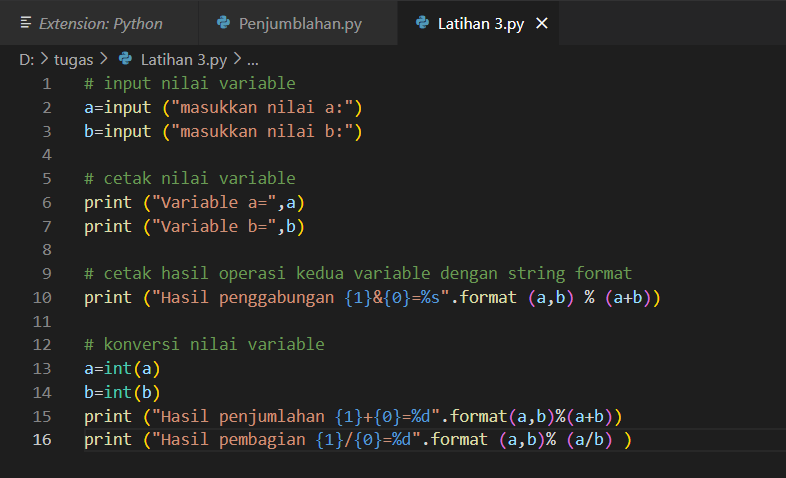 Extension: Python Penjumblahan.py Latihan 3.py
D: > tugas > Latihan 3.py > ...
1 # input nilai variable
2 a=input ("masukkan nilai a:")
3 b=input ("masukkan nilai b:")
4
5 # cetak nilai variable
6 print ("Variable a=",a)
7 print ("Variable b=",b)
8
9 # cetak hasil operasi kedua variable dengan string format
10 print ("Hasil penggabungan {1}&{0}=%s".format (a,b) % (a+b))
11
12 # konversi nilai variable
13 a=int(a)
14 b=int(b)
15 print ("Hasil penjumlahan {1}+{0}=%d".format(a,b)%(a+b))
16 print ("Hasil pembagian {1}/{0}=%d".format (a,b)% (a/b) )